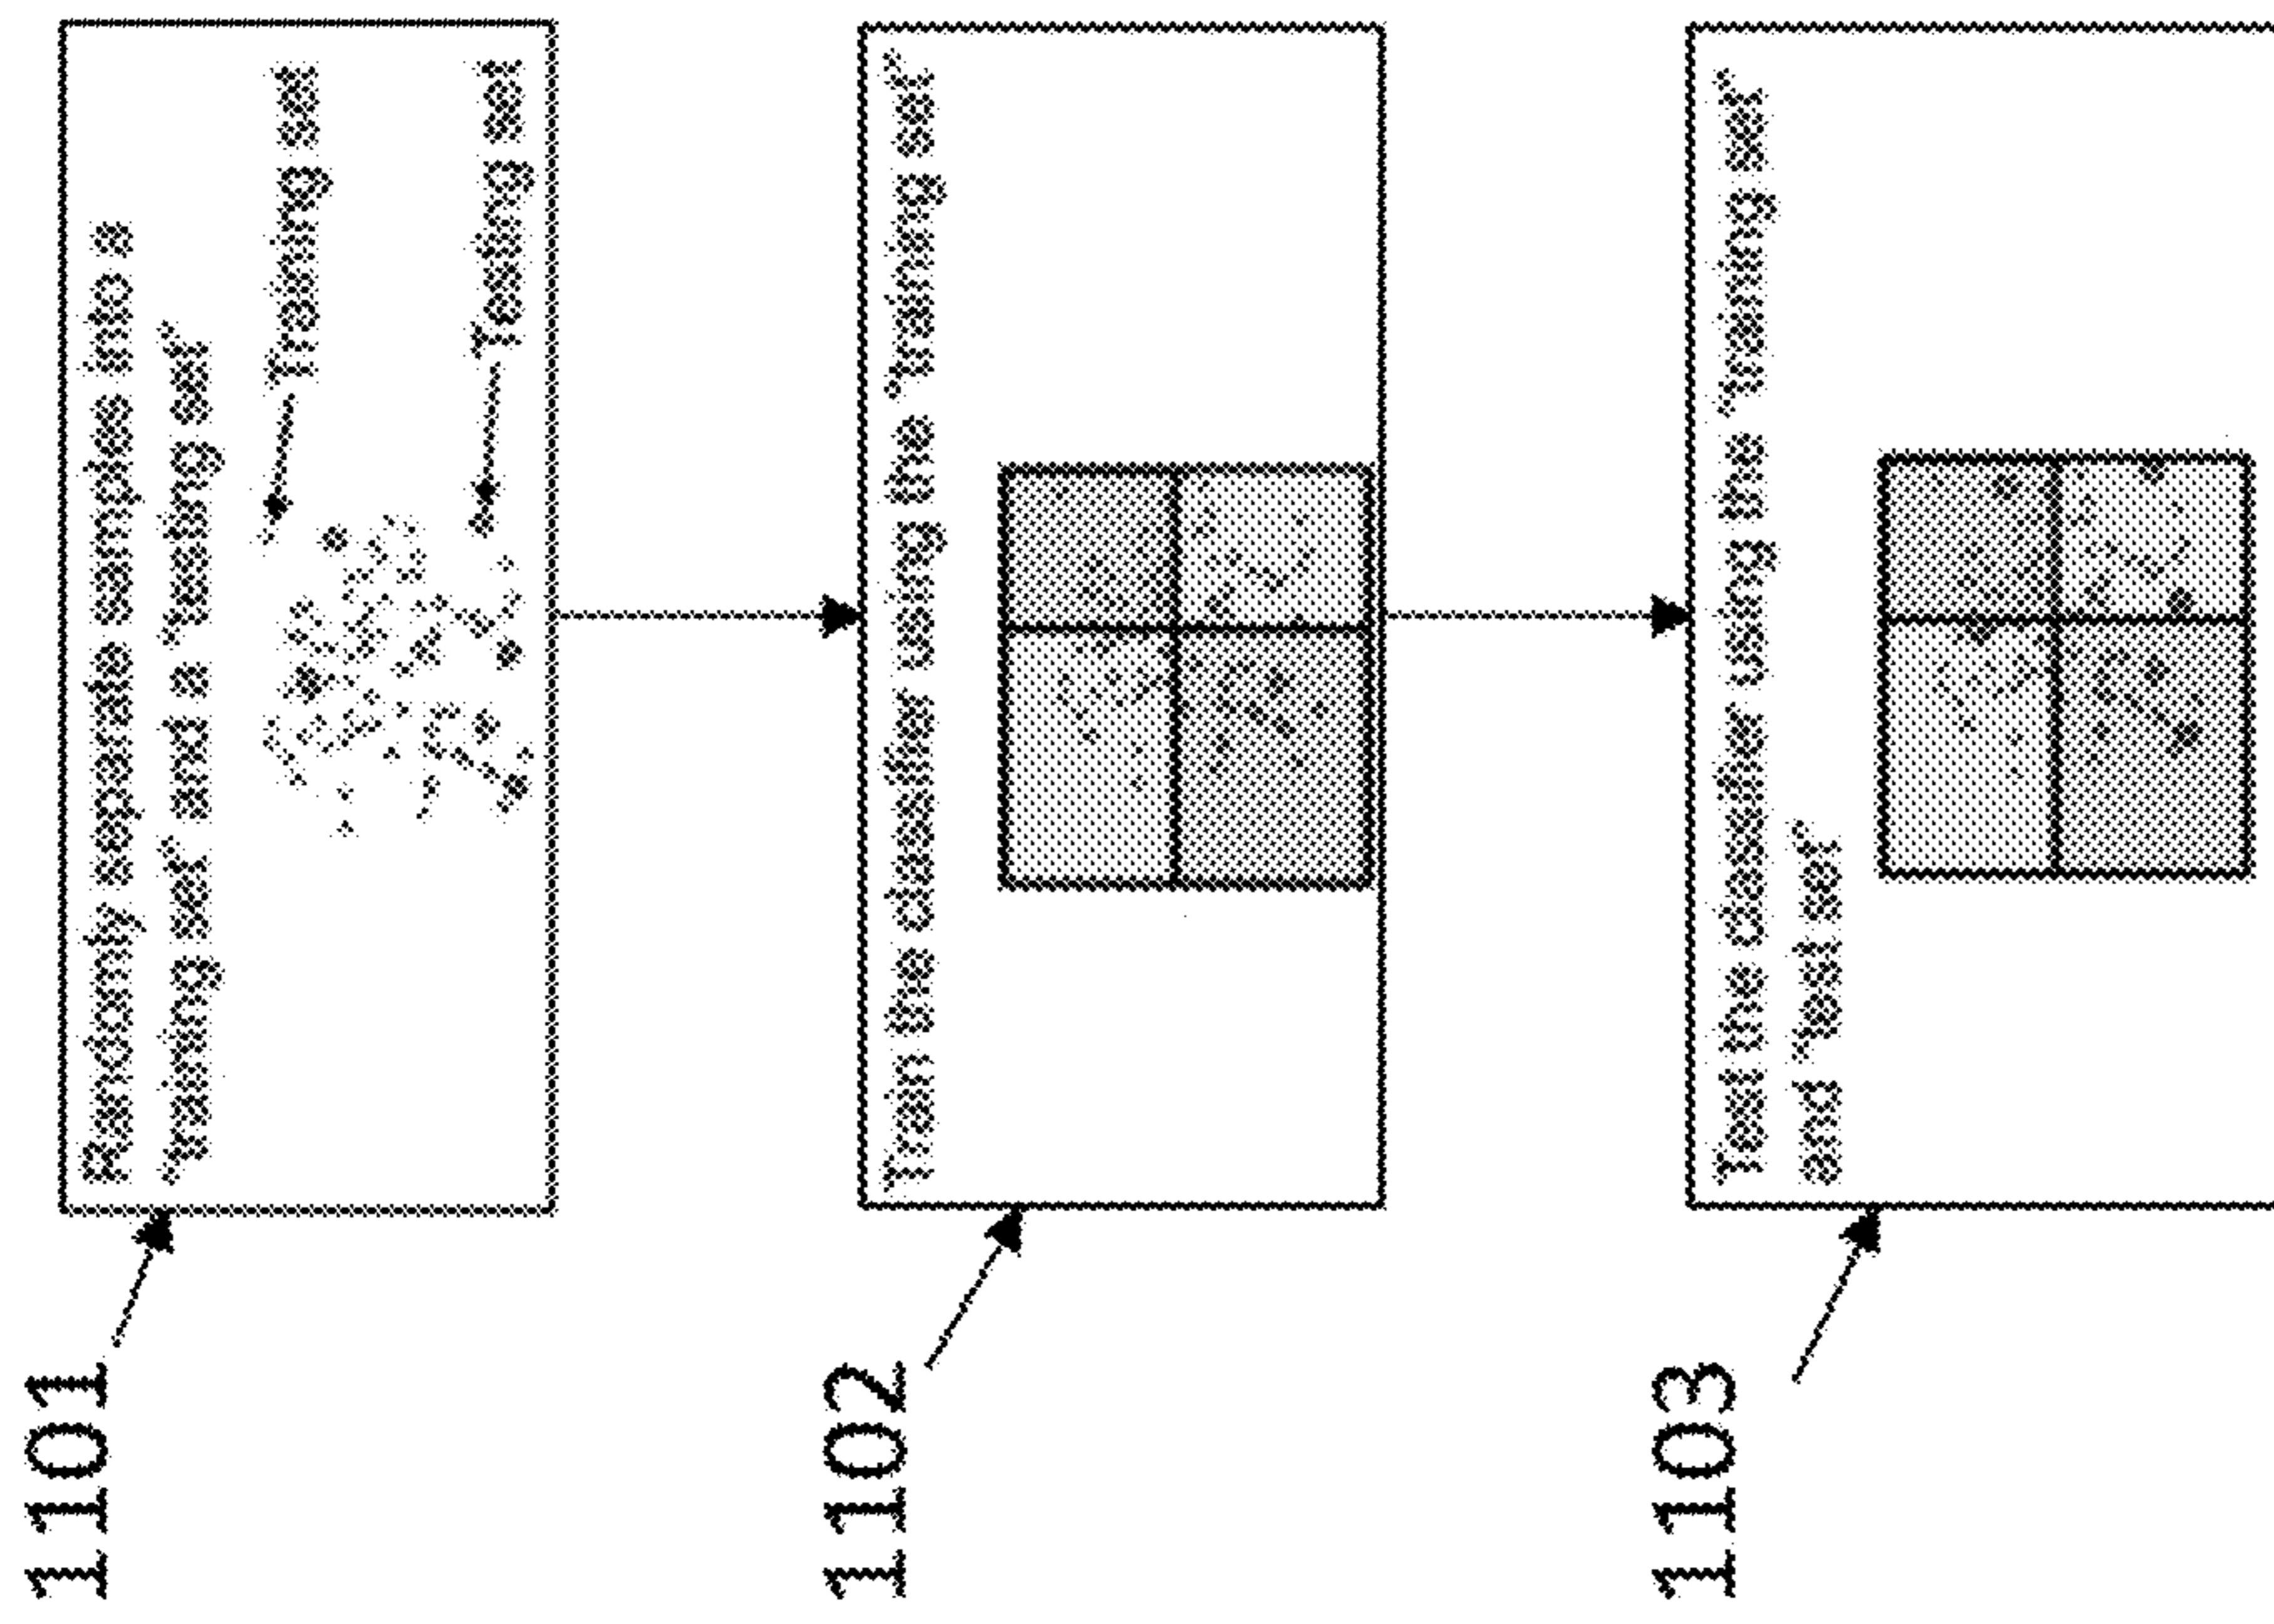 1101
Randomly separate samples into a
"training set" and a "testing set"
Training set
Testing set
1102
Train the classifier using the "training set"
1103
Test the classifier using the "training set"
and "test set"